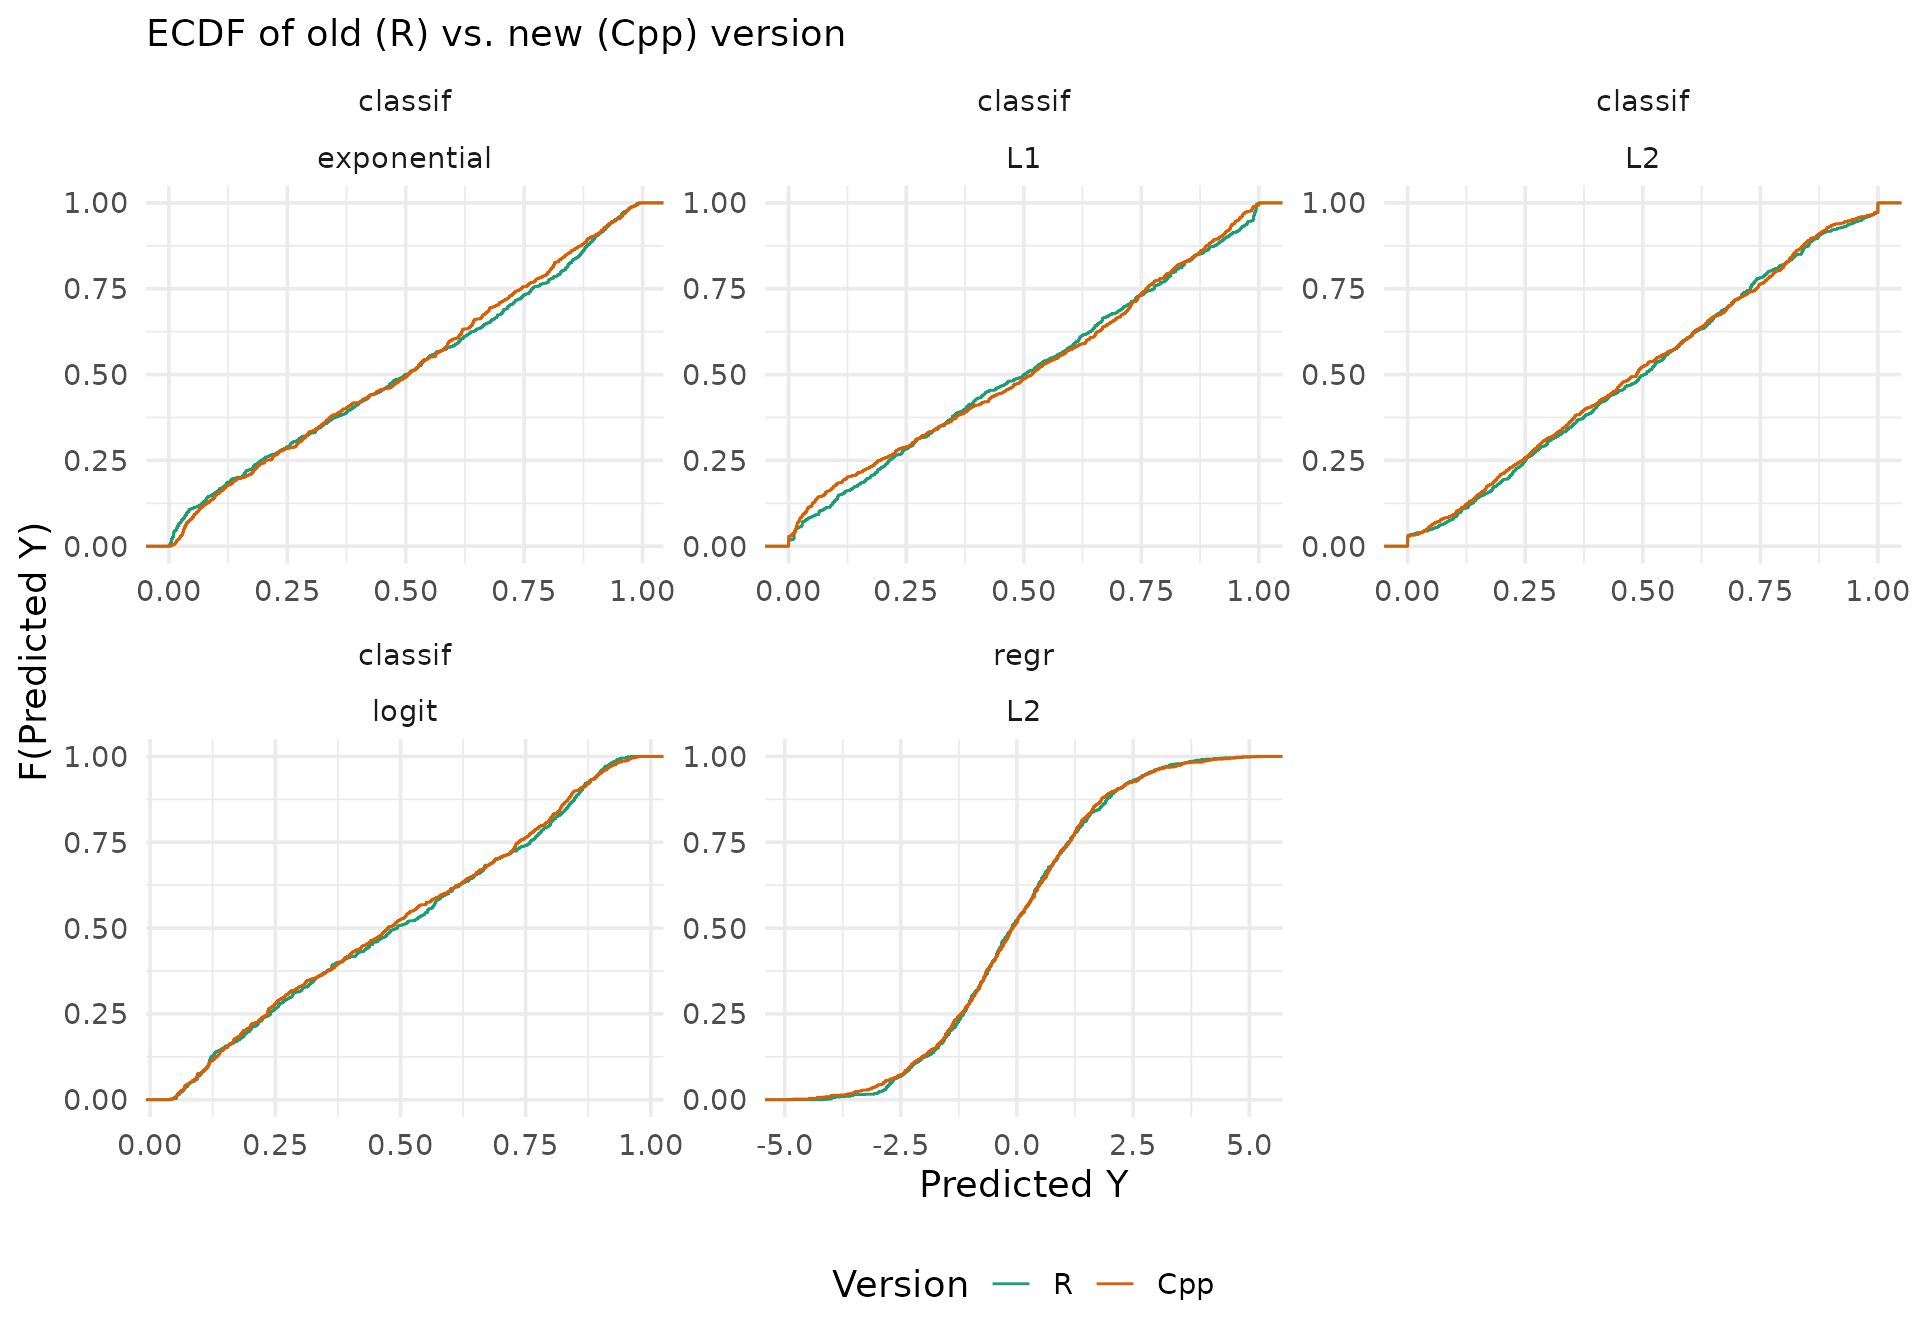 ECDF of old (R) vs. new (Cpp) version
classif classif classif
exponential L1 L2
1.00 1.00 1.00
0.75 0.75 0.75
0.50 0.50 0.50
0.25 0.25 0.25
0.00 0.00 0.00
0.00 0.25 0.50 0.75 1.00 0.00 0.25 0.50 0.75 1.00 0.00 0.25 0.50 0.75 1.00
F(Predicted Y)
classif regr
logit L2
1.00 1.00
0.75 0.75
0.50 0.50
0.25 0.25
0.00 0.00
0.00 0.25 0.50 0.75 1.00 -5.0 -2.5 0.0 2.5 5.0
Predicted Y
Version R Cpp